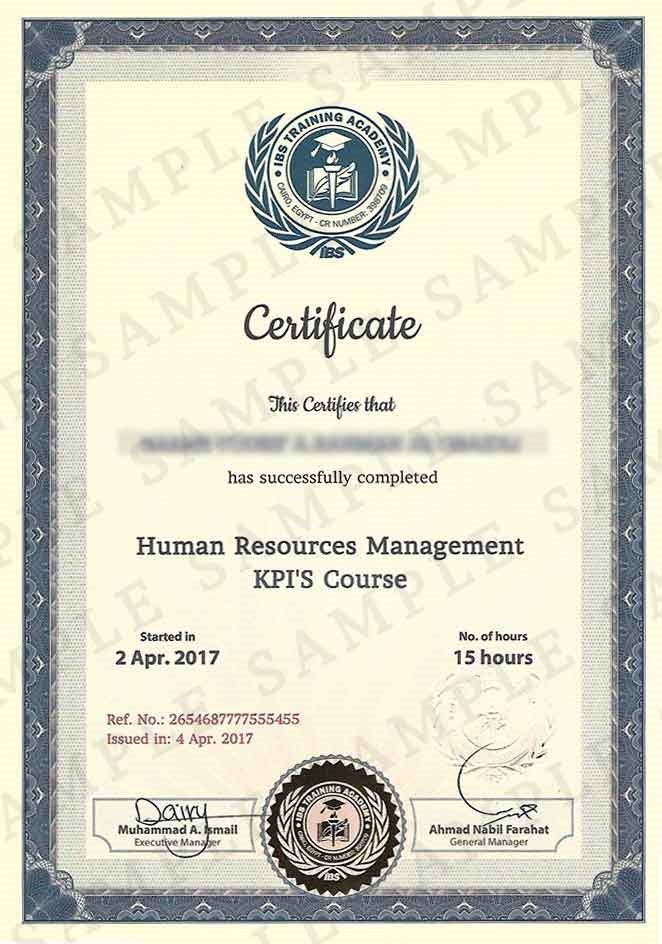 IBS TRAINING ACADEMY
CAIRO, EGYPT - CR NUMBER: 398709
IBS
Certificate
This Certifies that
has successfully completed
Human Resources Management
KPI'S Course
Started in
No. of hours
2 Apr. 2017
15 hours
Ref. No.: 2654687777555455
Issued in: 4 Apr. 2017
Dairy
Muhammad A. Ismail
Executive Manager
IBS TRAINING ACADEMY
IBS
Ahmad Nabil Farahat
General Manager
SAMPLE SAMPLE SAMPLE